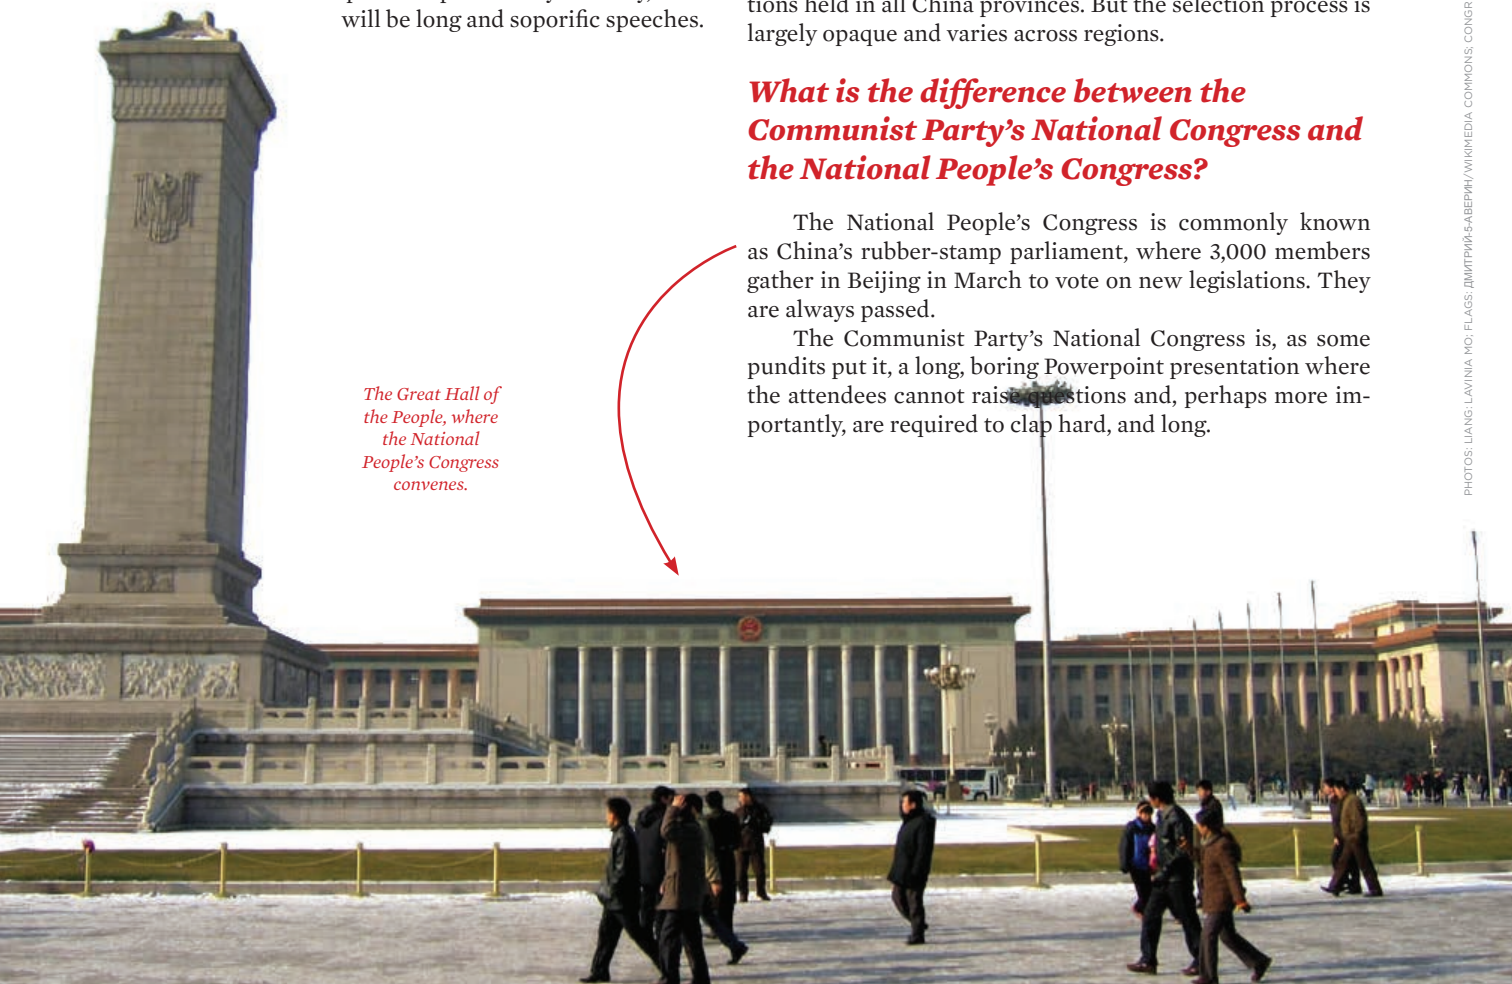 will be long and soporific speeches.
tions held in all China provinces. But the selection process is
largely opaque and varies across regions.
What is the difference between the
Communist Party's National Congress and
the National People's Congress?
The National People's Congress is commonly known
as China's rubber-stamp parliament, where 3,000 members
gather in Beijing in March to vote on new legislations. They
are always passed.
The Communist Party's National Congress is, as some
pundits put it, a long, boring Powerpoint presentation where
the attendees cannot raise questions and, perhaps more im-
portantly, are required to clap hard, and long.
The Great Hall of
the People, where
the National
People's Congress
convenes.
PHOTOS: LIANG: LAVINIA MO; FLAGS: ДМИТРИЙ-5-АВЕРИН/WIKIMEDIA COMMONS; CONGR